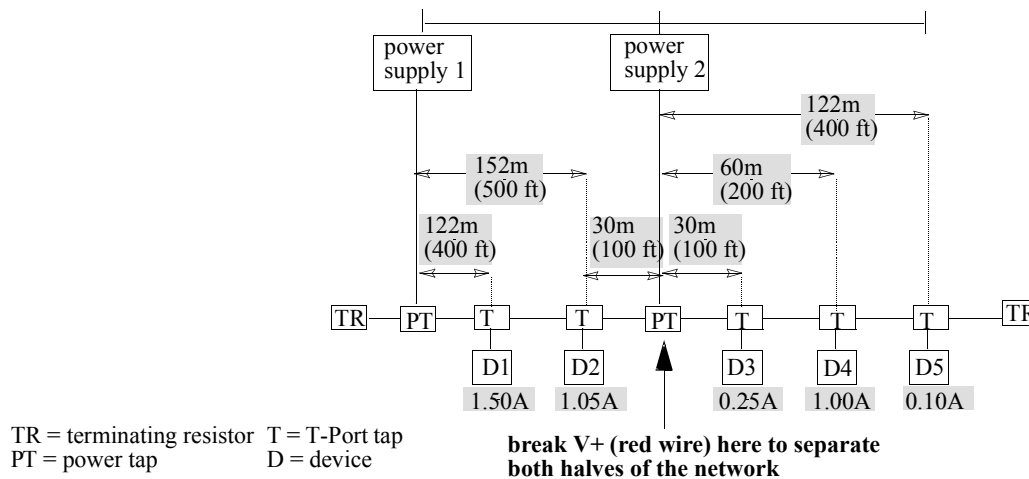 power
supply 1
power
supply 2
122m
(400 ft)
152m
(500 ft)
60m
(200 ft)
122m
(400 ft)
30m
(100 ft)
30m
(100 ft)
TR
PT
T
T
PT
T
T
T
TR
D1
D2
D3
D4
D5
1.50A
1.05A
0.25A
1.00A
0.10A
TR = terminating resistor T = T-Port tap
PT = power tap D = device
break V+ (red wire) here to separate
both halves of the network